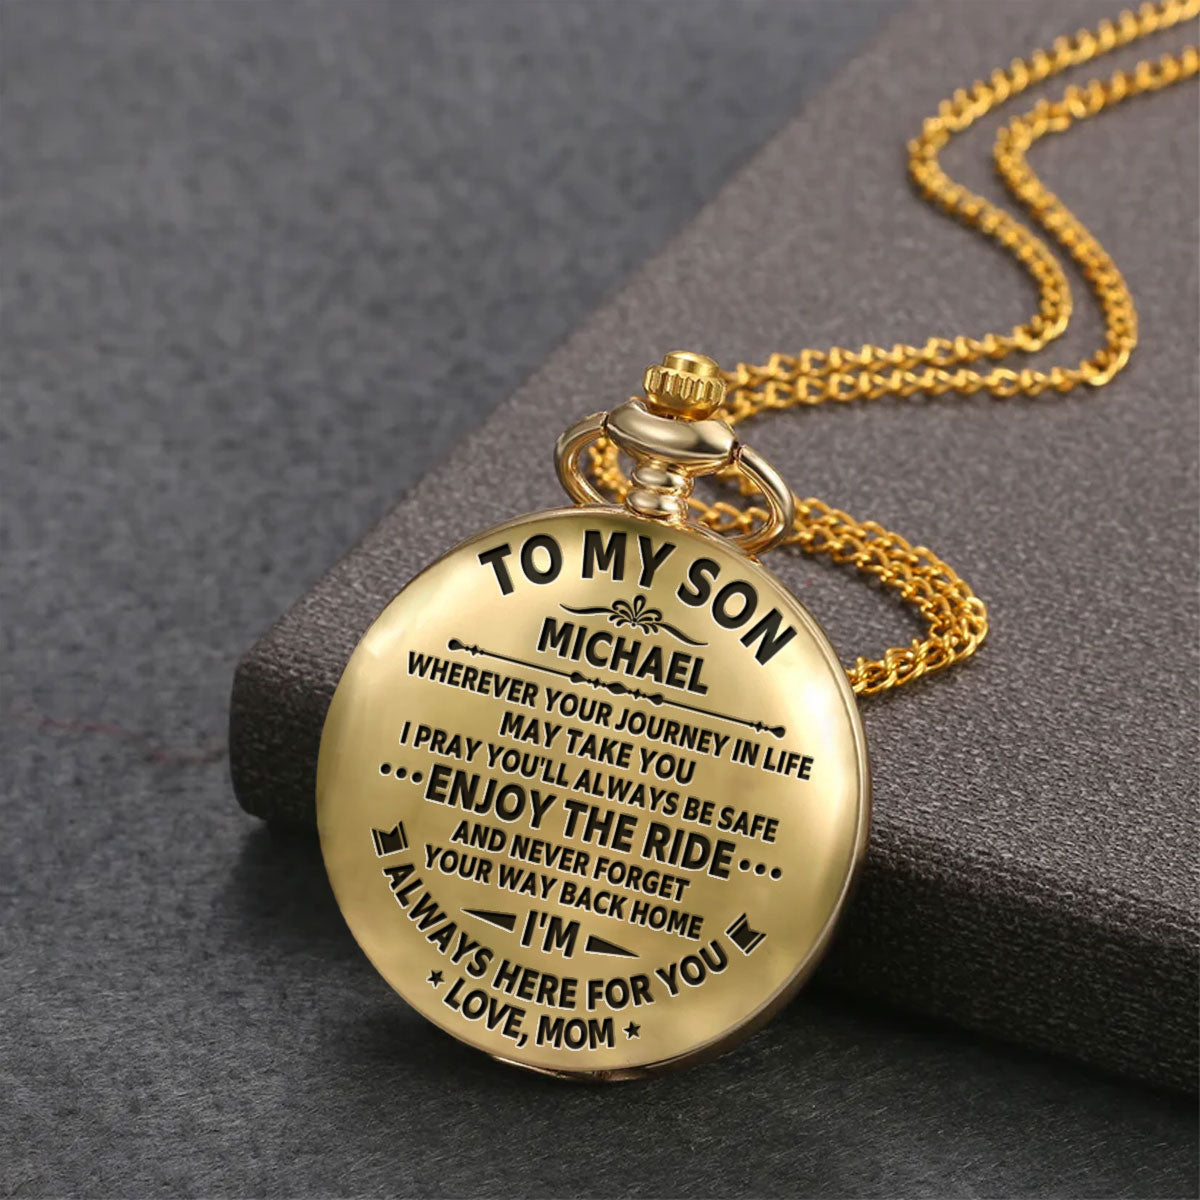 TO MY SON
MICHAEL
WHEREVER YOUR JOURNEY IN LIFE
MAY TAKE YOU
I PRAY YOU'LL ALWAYS BE SAFE
•••ENJOY THE RIDE•••
AND NEVER FORGET
YOUR WAY BACK HOME
I'M
ALWAYS HERE FOR YOU
★ LOVE, MOM ★